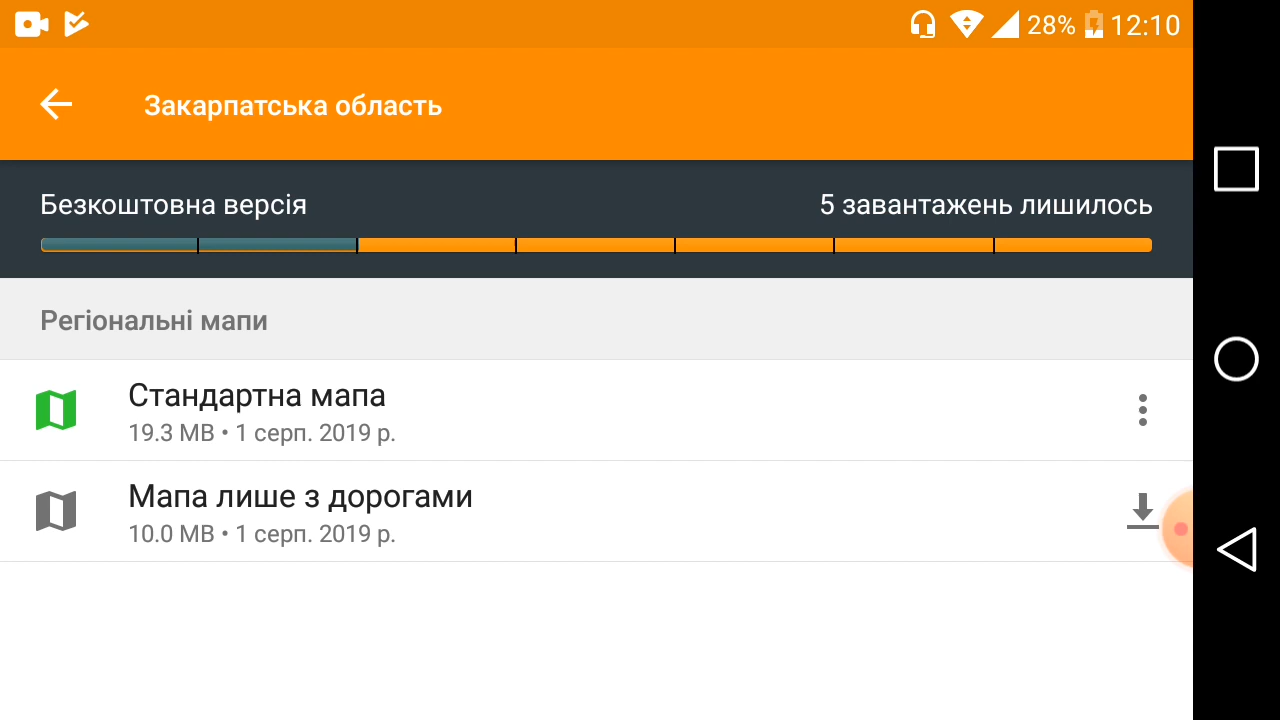 28% 12:10
Закарпатська область
Безкоштовна версія 5 завантажень лишилось
Регіональні мапи
Стандартна мапа
19.3 MB • 1 серп. 2019 р.
Мапа лише з дорогами
10.0 MB • 1 серп. 2019 р.